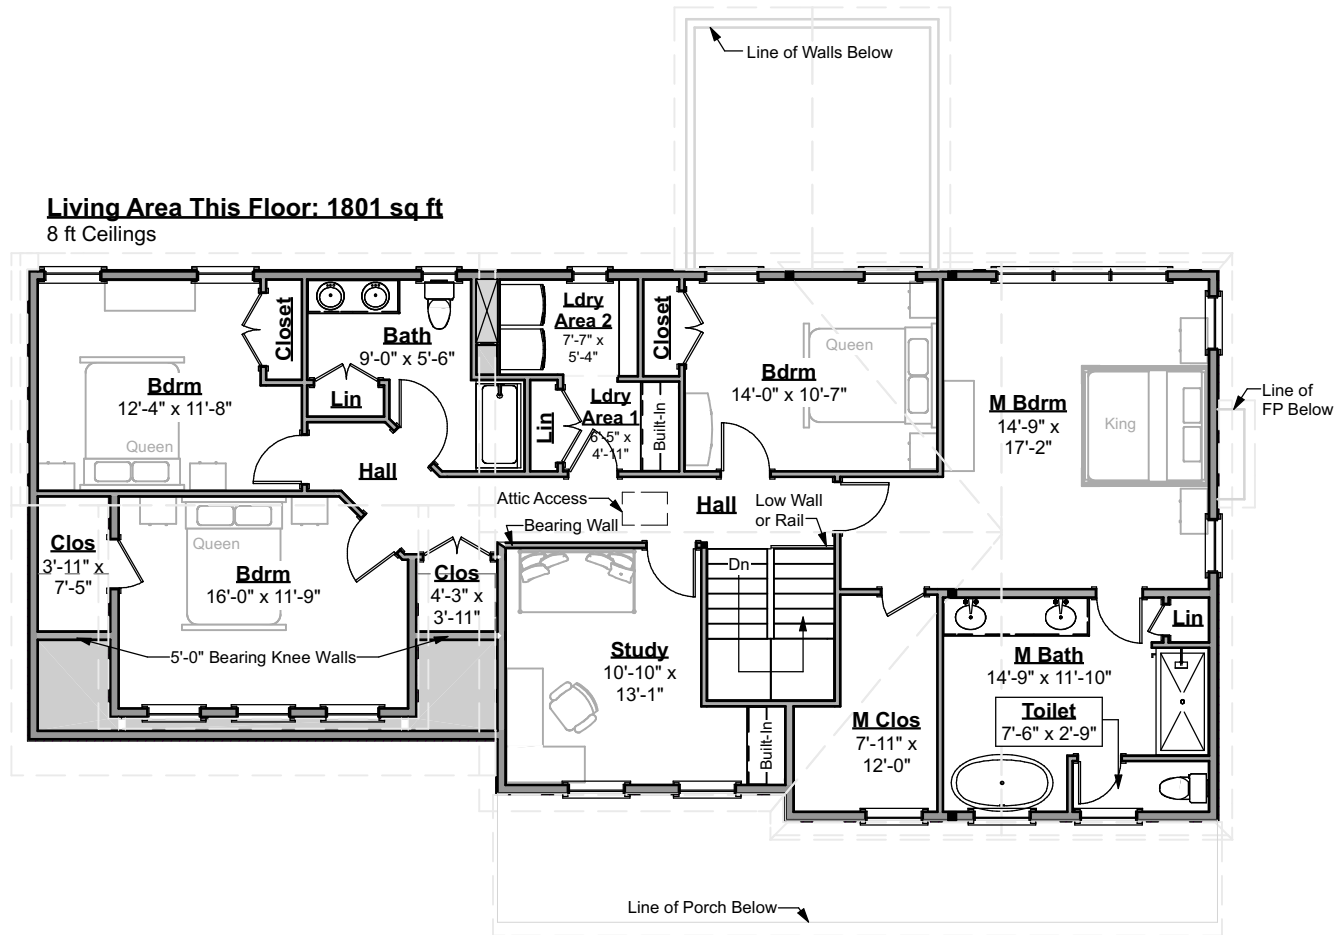 Line of Walls Below
Living Area This Floor: 1801 sq ft
8 ft Ceilings
Closet
Bath
9'-0" x 5'-6"
Ldry
Area 2
7'-7" x
5'-4"
Closet
Queen
Bdrm
14'-0" x 10'-7"
Bdrm
12'-4" x 11'-8"
Queen
Lin
Lin
Ldry
Area 1
6'-5" x
4'-11"
Built-In
M Bdrm
14'-9" x
17'-2"
King
Line of
FP Below
Hall
Attic Access
Bearing Wall
Hall
Low Wall
or Rail
Clos
3'-11" x
7'-5"
Queen
Bdrm
16'-0" x 11'-9"
Clos
4'-3" x
3'-11"
Dn
5'-0" Bearing Knee Walls
Study
10'-10" x
13'-1"
Built-In
M Clos
7'-11" x
12'-0"
Lin
M Bath
14'-9" x 11'-10"
Toilet
7'-6" x 2'-9"
Line of Porch Below